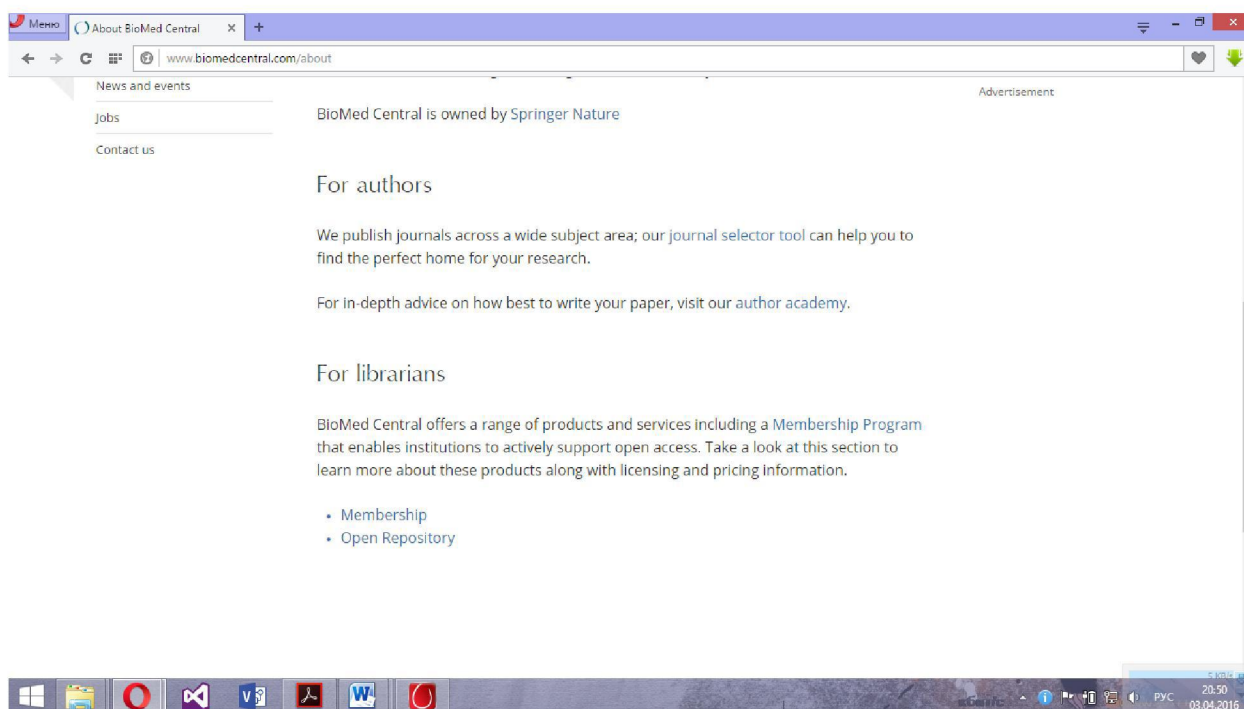 Меню
About BioMed Central
www.biomedcentral.com/about
News and events
Jobs
Contact us
Advertisement
BioMed Central is owned by Springer Nature
For authors
We publish journals across a wide subject area; our journal selector tool can help you to
find the perfect home for your research.
For in-depth advice on how best to write your paper, visit our author academy.
For librarians
BioMed Central offers a range of products and services including a Membership Program
that enables institutions to actively support open access. Take a look at this section to
learn more about these products along with licensing and pricing information.
• Membership
• Open Repository
РУС
20:50
03.04.2016